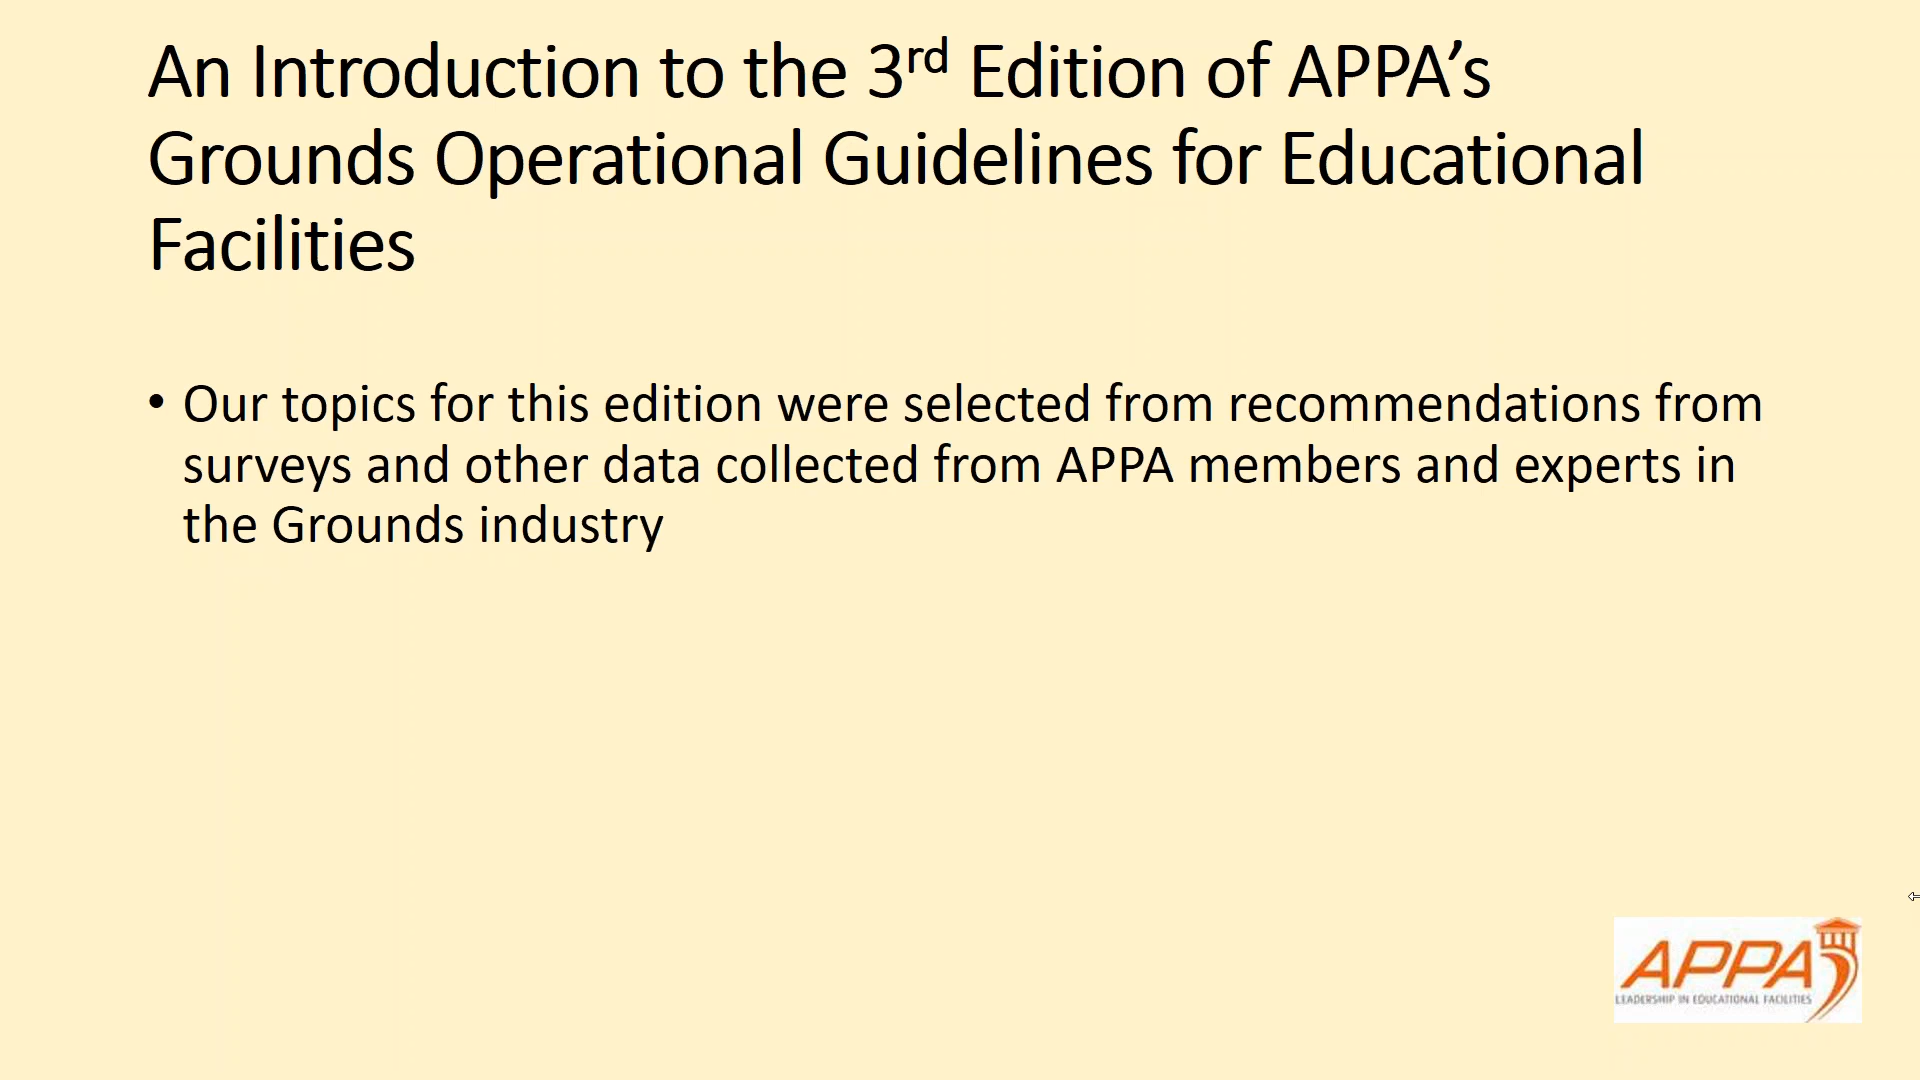 An Introduction to the 3rd Edition of APPA’s
Grounds Operational Guidelines for Educational
Facilities
• Our topics for this edition were selected from recommendations from
surveys and other data collected from APPA members and experts in
the Grounds industry
APPA
LEADERSHIP IN EDUCATIONAL FACILITIES